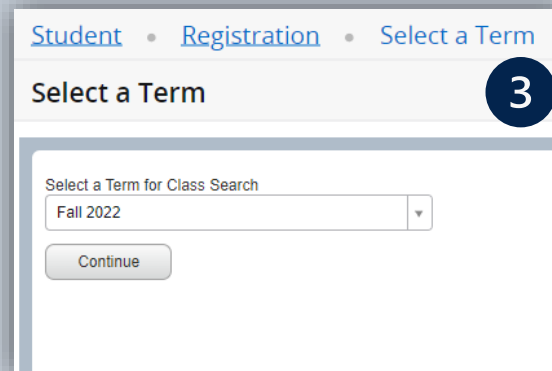 Student • Registration • Select a Term
Select a Term
3
Select a Term for Class Search
Fall 2022
Continue